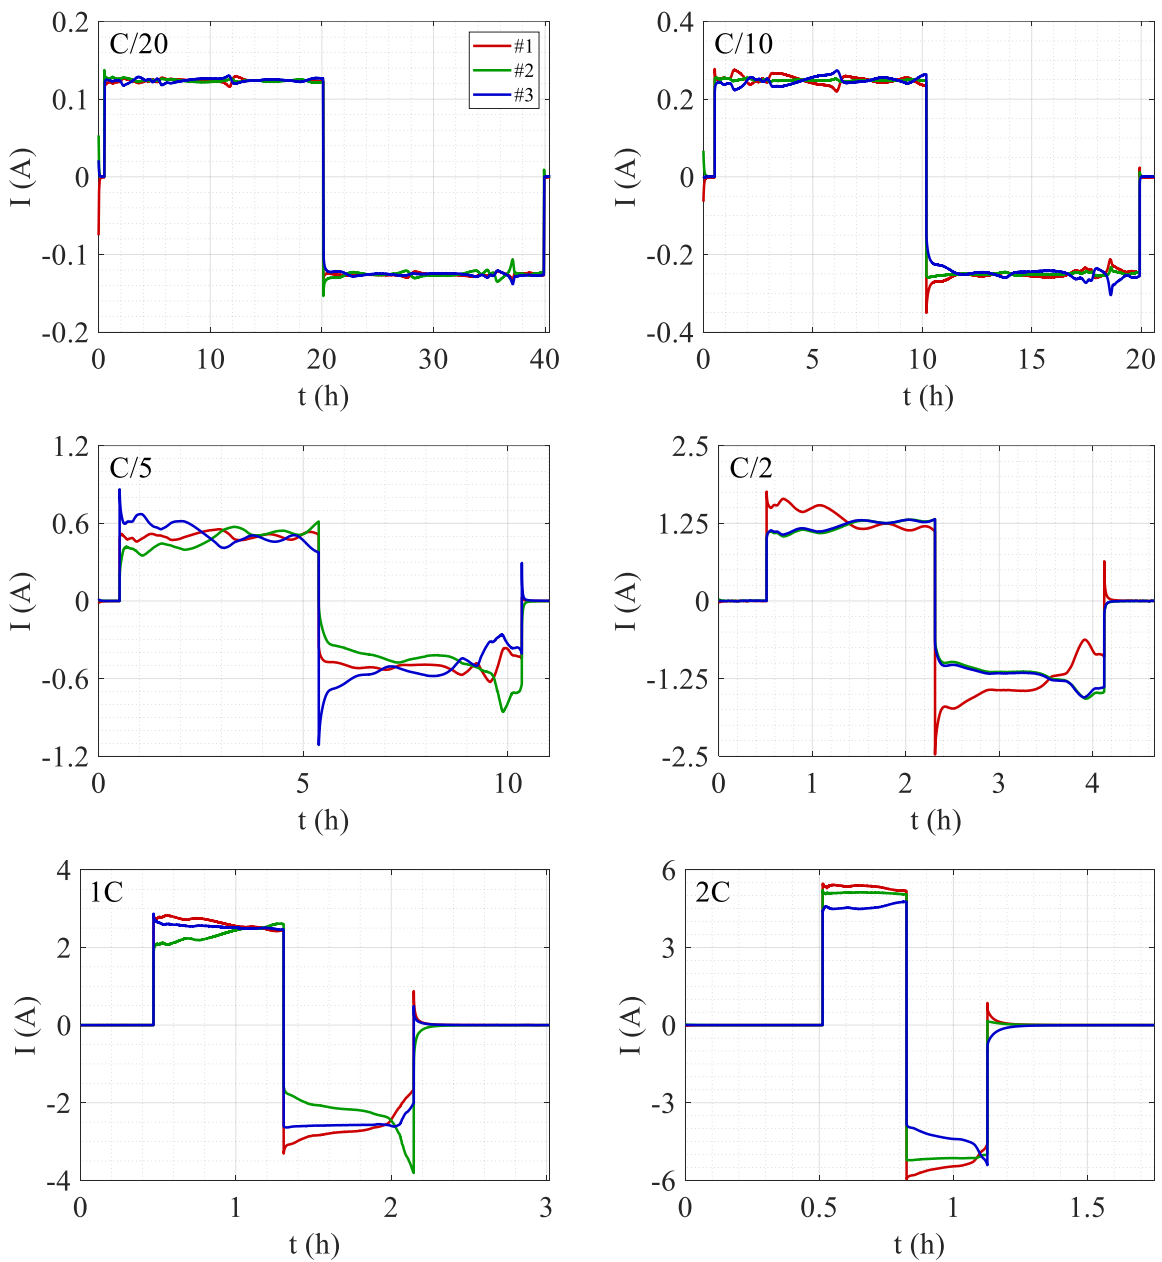 C/20
#1
#2
#3
0.2
0.1
0
-0.1
-0.2
I (A)
0 10 20 30 40
t (h)
C/10
0.4
0.2
0
-0.2
-0.4
I (A)
0 5 10 15 20
t (h)
C/5
1.2
0.6
0
-0.6
-1.2
I (A)
0 5 10
t (h)
C/2
2.5
1.25
0
-1.25
-2.5
I (A)
0 1 2 3 4
t (h)
1C
4
2
0
-2
-4
I (A)
0 1 2 3
t (h)
2C
6
3
0
-3
-6
I (A)
0 0.5 1 1.5
t (h)